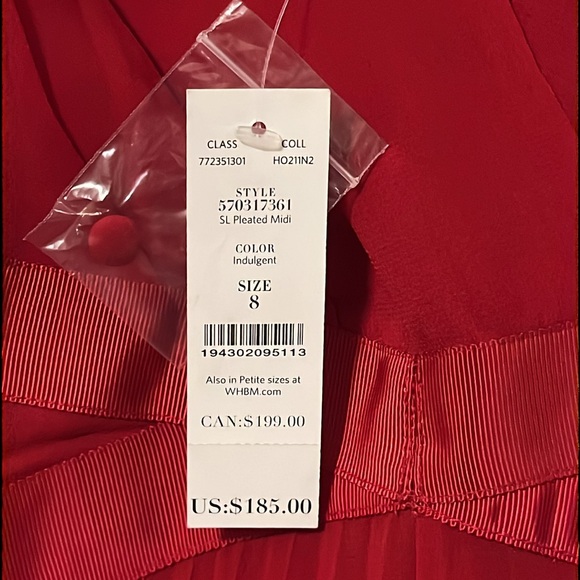 CLASS COLL
772351301 HO211N2
STYLE
570317361
SL Pleated Midi
COLOR
Indulgent
SIZE
8
194302095113
Also in Petite sizes at
WHBM.com
CAN:$199.00
US:$185.00